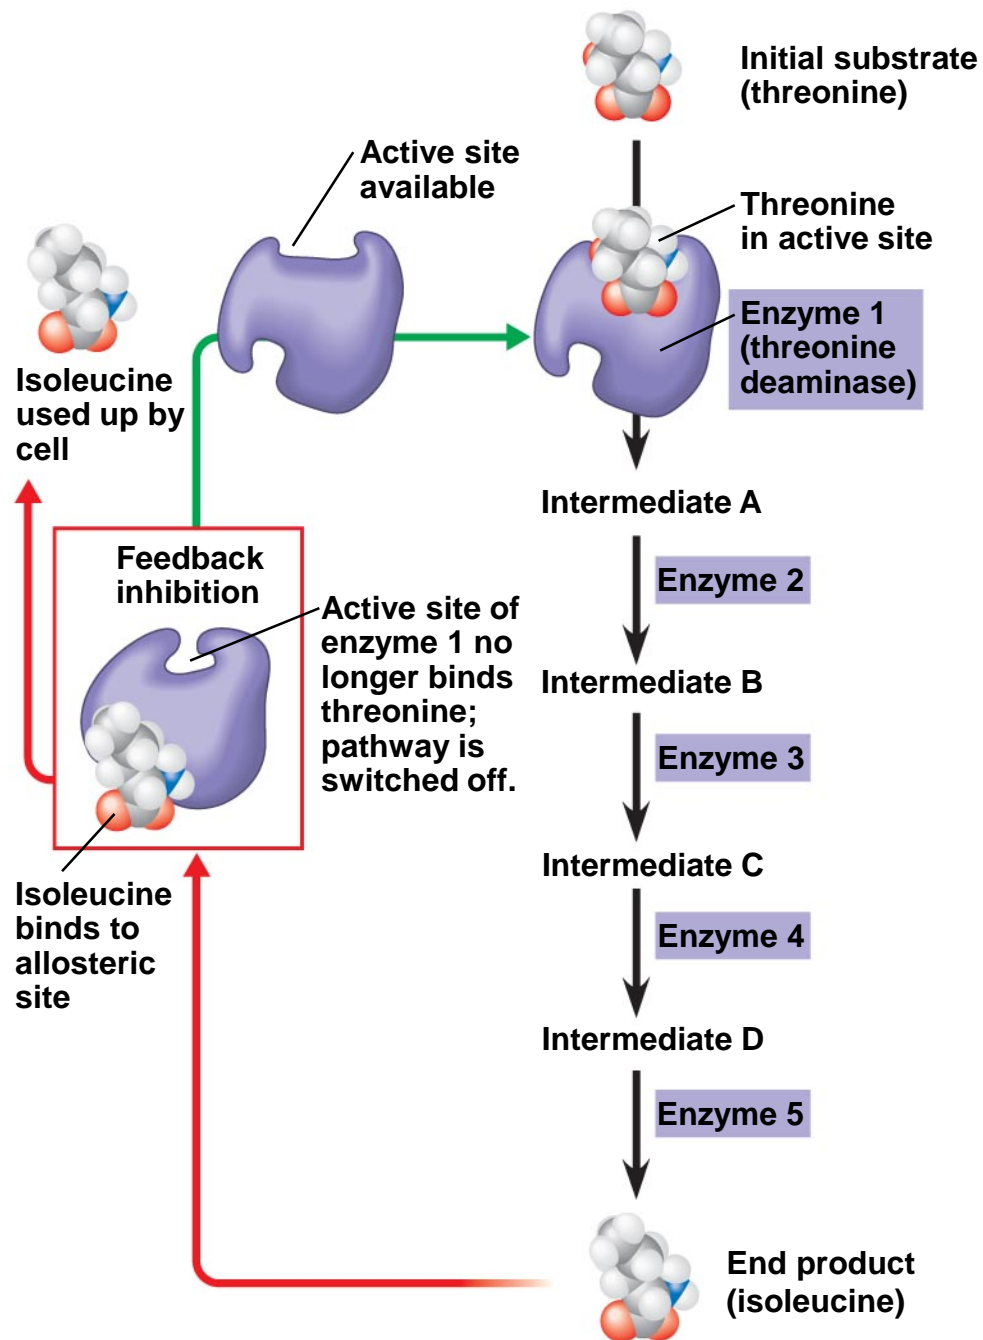 Initial substrate
(threonine)
Active site
available
Threonine
in active site
Enzyme 1
(threonine
deaminase)
Isoleucine
used up by
cell
Intermediate A
Feedback
inhibition
Enzyme 2
Active site of
enzyme 1 no
longer binds
threonine;
pathway is
switched off.
Intermediate B
Enzyme 3
Intermediate C
Isoleucine
binds to
allosteric
site
Enzyme 4
Intermediate D
Enzyme 5
End product
(isoleucine)